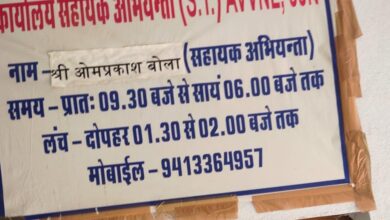 कार्यालय सहायक अभियन्ता (S.T.) AVVNL,
नाम – श्री ओमप्रकाश बोला (सहायक अभियन्ता)
समय – प्रातः 09.30 बजे से सायं 06.00 बजे तक
लंच – दोपहर 01.30 से 02.00 बजे तक
मोबाईल – 9413364957